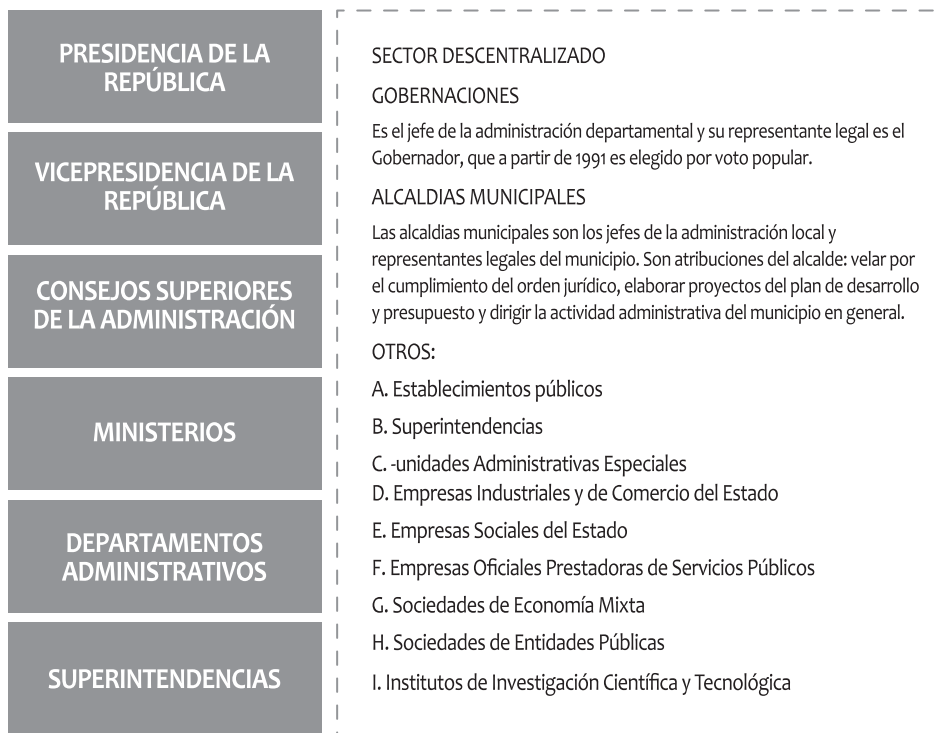 PRESIDENCIA DE LA
REPÚBLICA
VICEPRESIDENCIA DE LA
REPÚBLICA
CONSEJOS SUPERIORES
DE LA ADMINISTRACIÓN
MINISTERIOS
DEPARTAMENTOS
ADMINISTRATIVOS
SUPERINTENDENCIAS
SECTOR DESCENTRALIZADO
GOBERNACIONES
Es el jefe de la administración departamental y su representante legal es el
Gobernador, que a partir de 1991 es elegido por voto popular.
ALCALDIAS MUNICIPALES
Las alcaldias municipales son los jefes de la administración local y
representantes legales del municipio. Son atribuciones del alcalde: velar por
el cumplimiento del orden jurídico, elaborar proyectos del plan de desarrollo
y presupuesto y dirigir la actividad administrativa del municipio en general.
OTROS:
A. Establecimientos públicos
B. Superintendencias
C. -unidades Administrativas Especiales
D. Empresas Industriales y de Comercio del Estado
E. Empresas Sociales del Estado
F. Empresas Oficiales Prestadoras de Servicios Públicos
G. Sociedades de Economía Mixta
H. Sociedades de Entidades Públicas
I. Institutos de Investigación Científica y Tecnológica